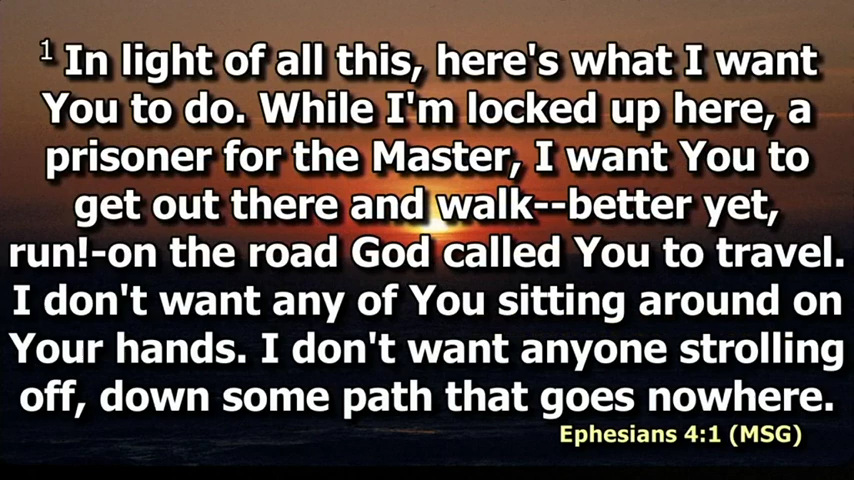 1 In light of all this, here's what I want
You to do. While I'm locked up here, a
prisoner for the Master, I want You to
get out there and walk--better yet,
run!-on the road God called You to travel.
I don't want any of You sitting around on
Your hands. I don't want anyone strolling
off, down some path that goes nowhere.
Ephesians 4:1 (MSG)